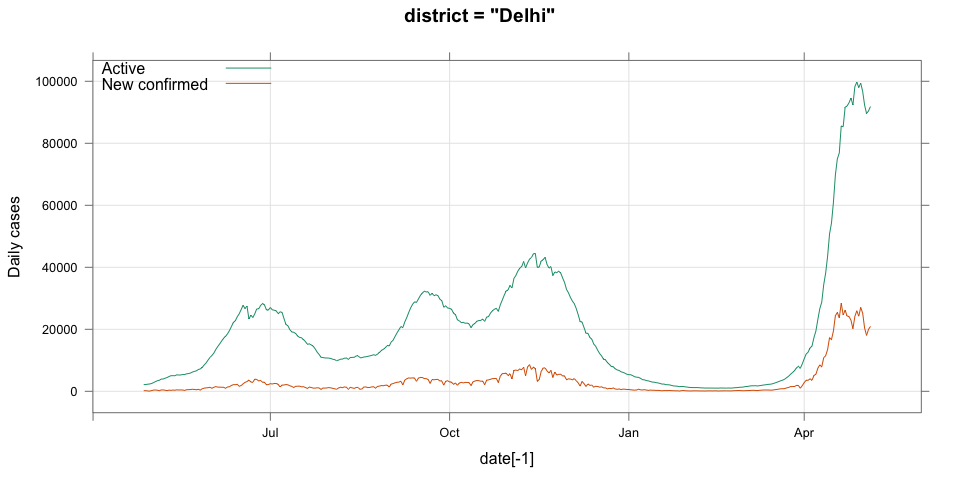 district = "Delhi"
Active
New confirmed
100000
80000
60000
40000
20000
0
Daily cases
Jul
Oct
Jan
Apr
date[-1]